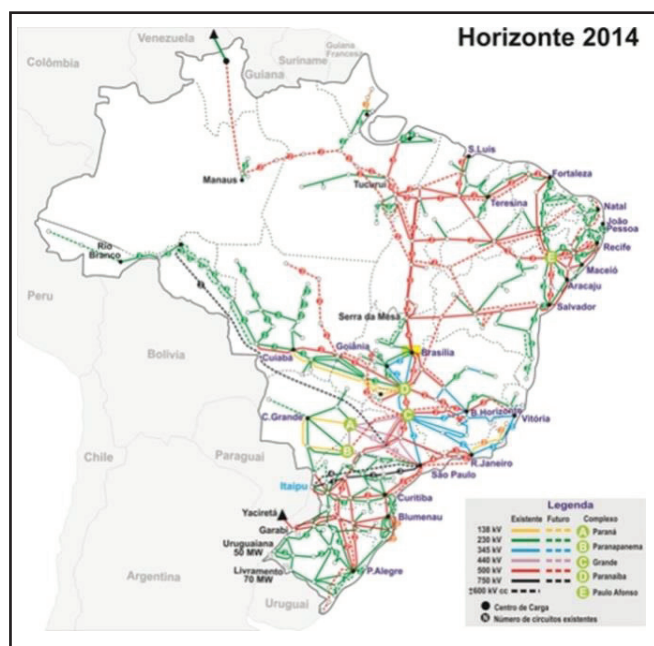 Horizonte 2014
Venezuela
Colômbia
Guiana
Suriname
Guiana
Francesa
Manaus
Tucuruí
S.Luis
Fortaleza
Teresina
Natal
João
Pessoa
Recife
Maceió
Aracaju
Salvador
E
Rio
Branco
Peru
Serra da Mesa
Bolívia
Cuiabá
Goiânia
Brasília
D
C.Grande
A
B
C
B.Horizonte
Vitória
Paraguai
R.Janeiro
São Paulo
Chile
Itaipu
Curitiba
Yaciretá
Garabi
Blumenau
Uruguaiana
50 MW
Livramento
70 MW
P.Alegre
Argentina
Uruguai
Legenda
Existente Futuro Complexo
138 kV A Paraná
230 kV B Paranapanema
345 kV
440 kV C Grande
500 kV D Paranaíba
750 kV
±600 kV cc E Paulo Afonso
Centro de Carga
N Número de circuitos existentes